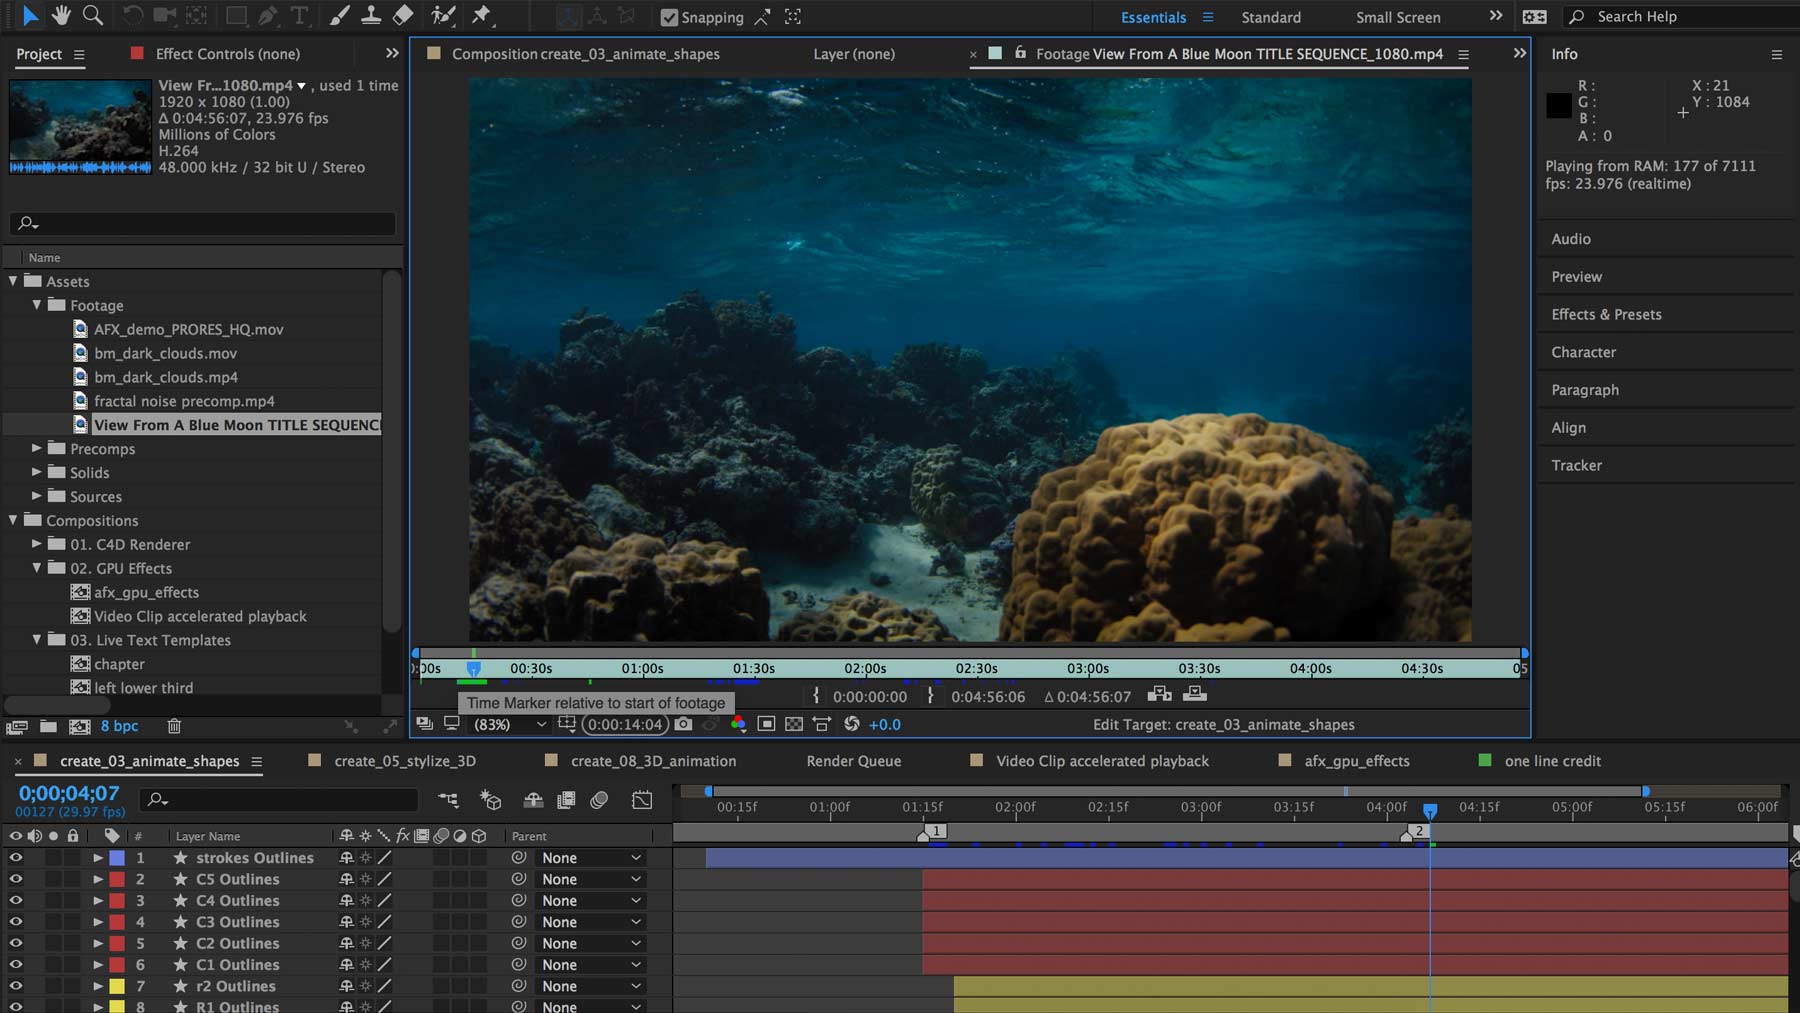 Snapping
Essentials
Standard
Small Screen
Search Help
Project
Effect Controls (none)
Composition create_03_animate_shapes
Layer (none)
Footage View From A Blue Moon TITLE SEQUENCE_1080.mp4
Info
View Fr...1080.mp4 , used 1 time
1920 x 1080 (1.00)
Δ 0:04:56:07, 23.976 fps
Millions of Colors
H.264
48.000 kHz / 32 bit U / Stereo
R :
G :
B :
A : 0
X : 21
Y : 1084
Playing from RAM: 177 of 7111
fps: 23.976 (realtime)
Audio
Preview
Effects & Presets
Character
Paragraph
Align
Tracker
Name
Assets
Footage
AFX_demo_PRORES_HQ.mov
bm_dark_clouds.mov
bm_dark_clouds.mp4
fractal noise precomp.mp4
View From A Blue Moon TITLE SEQUENC
Precomps
Solids
Sources
Compositions
01. C4D Renderer
02. GPU Effects
afx_gpu_effects
Video Clip accelerated playback
03. Live Text Templates
chapter
left lower third
8 bpc
):00s 00:30s 01:00s 01:30s 02:00s 02:30s 03:00s 03:30s 04:00s 04:30s 05
Time Marker relative to start of footage
0:00:00:00
0:04:56:06
Δ 0:04:56:07
(83%)
0:00:14:04
+0.0
Edit Target: create_03_animate_shapes
create_03_animate_shapes
create_05_stylize_3D
create_08_3D_animation
Render Queue
Video Clip accelerated playback
afx_gpu_effects
one line credit
0;00;04;07
00127 (29.97 fps)
00:15f 01:00f 01:15f 02:00f 02:15f 03:00f 03:15f 04:00f 04:15f 05:00f 05:15f 06:00f
1
2
# Layer Name
fx
Parent
1 strokes Outlines None
2 C5 Outlines None
3 C4 Outlines None
4 C3 Outlines None
5 C2 Outlines None
6 C1 Outlines None
7 r2 Outlines None
8 R1 Outlines None